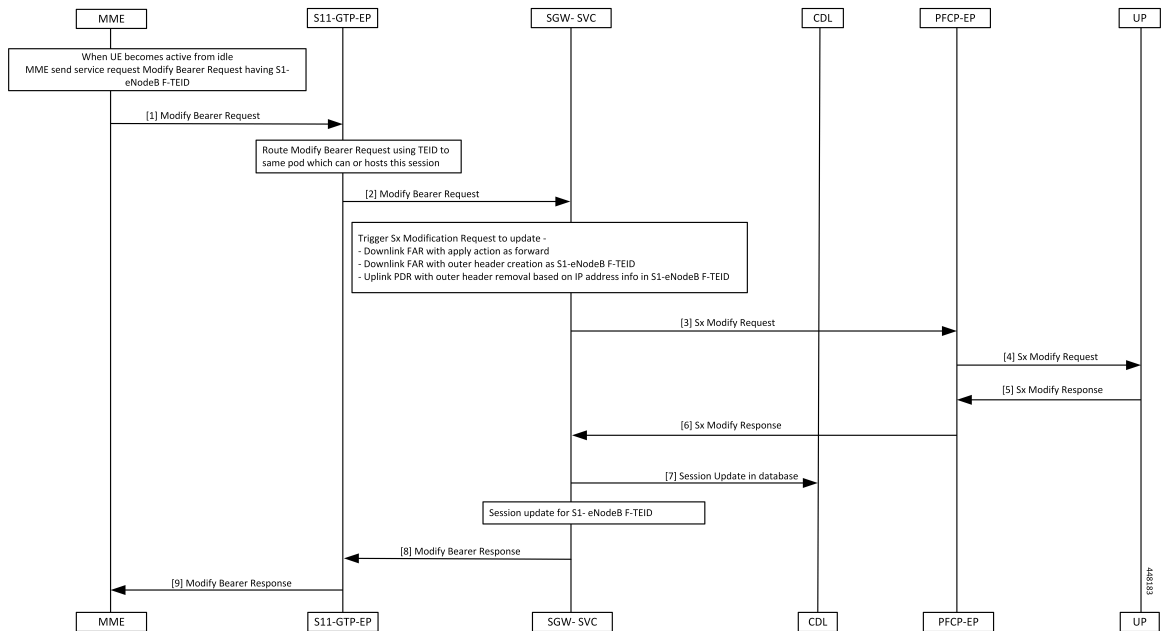 MME
S11-GTP-EP
SGW- SVC
CDL
PFCP-EP
UP
When UE becomes active from idle
MME send service request Modify Bearer Request having S1-
eNodeB F-TEID
[1] Modify Bearer Request
Route Modify Bearer Request using TEID to
same pod which can or hosts this session
[2] Modify Bearer Request
Trigger Sx Modification Request to update -
- Downlink FAR with apply action as forward
- Downlink FAR with outer header creation as S1-eNodeB F-TEID
- Uplink PDR with outer header removal based on IP address info in S1-eNodeB F-TEID
[3] Sx Modify Request
[4] Sx Modify Request
[5] Sx Modify Response
[6] Sx Modify Response
[7] Session Update in database
Session update for S1- eNodeB F-TEID
[8] Modify Bearer Response
[9] Modify Bearer Response
448183
MME
S11-GTP-EP
SGW- SVC
CDL
PFCP-EP
UP